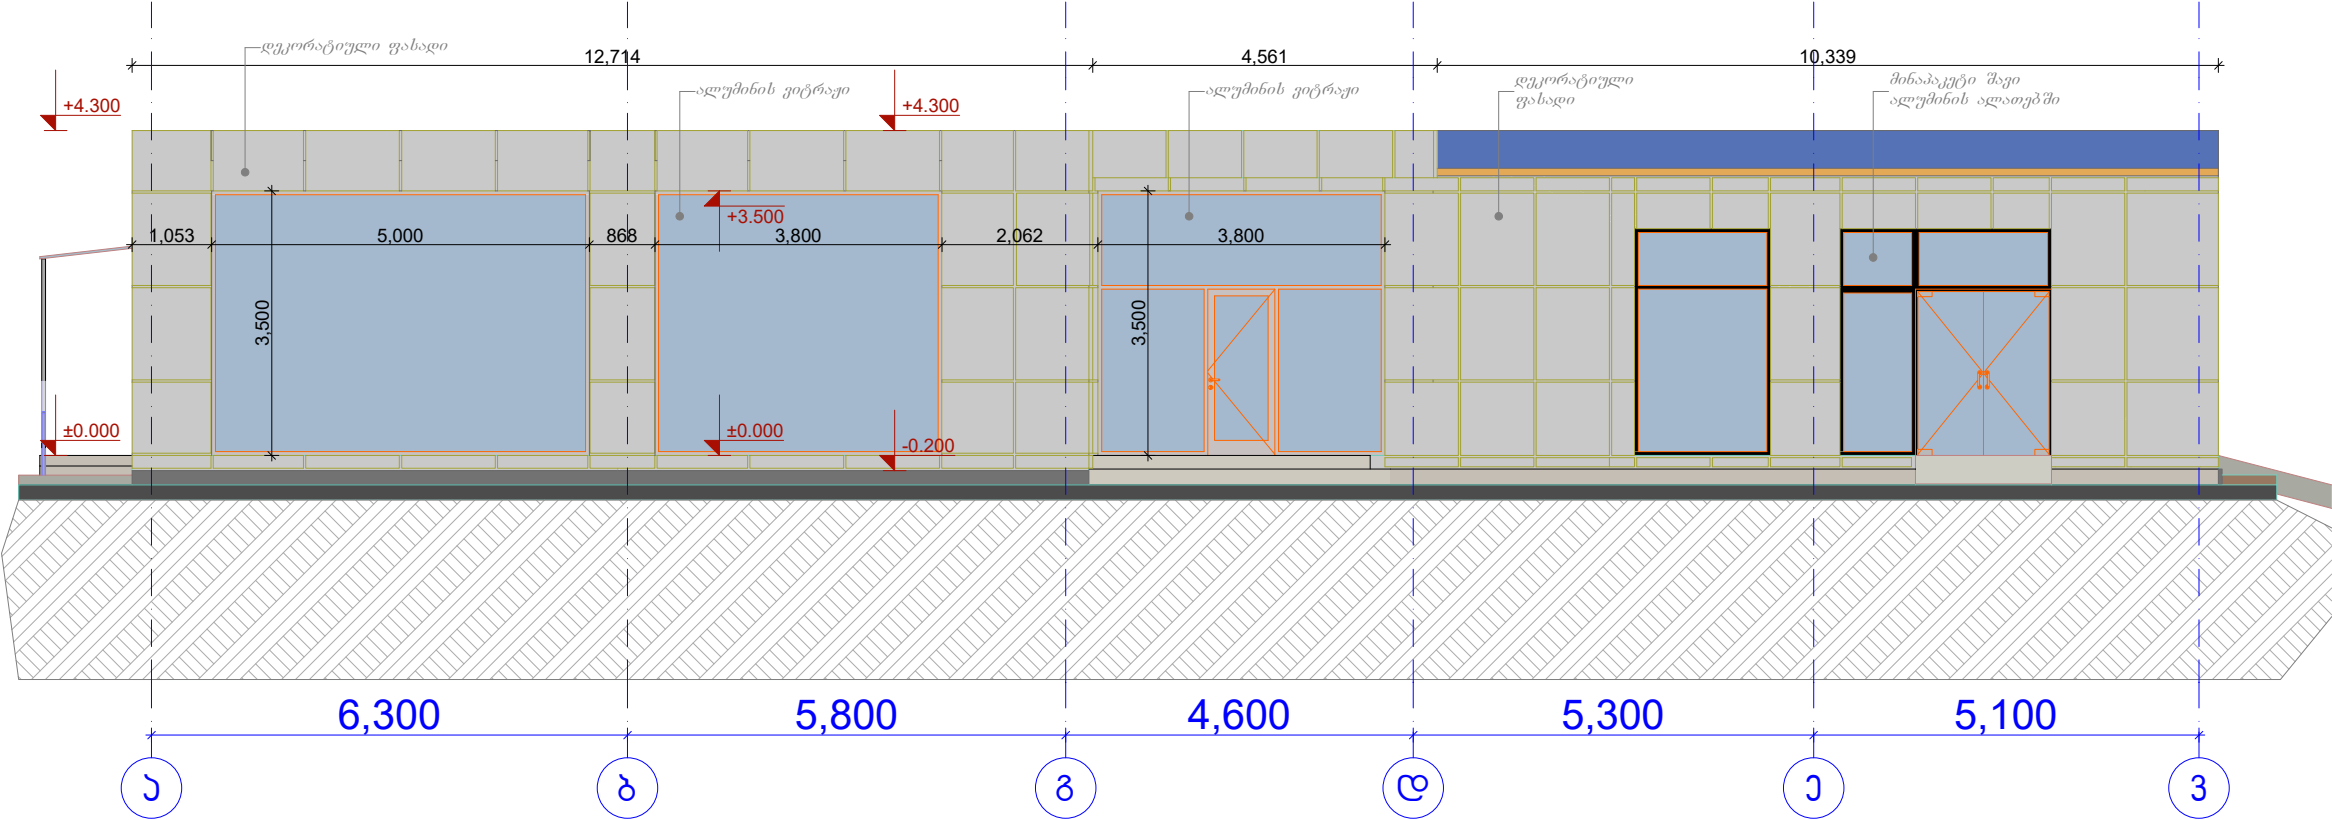 დეკორატიული ფასადი
12,714
4,561
10,339
+4.300
ალუმინის ვიტრაჟი
+4.300
ალუმინის ვიტრაჟი
დეკორატიული
ფასადი
მინაპაკეტი შავი
ალუმინის ალათებში
+3.500
1,053
5,000
868
3,800
2,062
3,800
3,500
3,500
±0.000
±0.000
-0.200
6,300
5,800
4,600
5,300
5,100
ა
ბ
გ
დ
ე
ვ